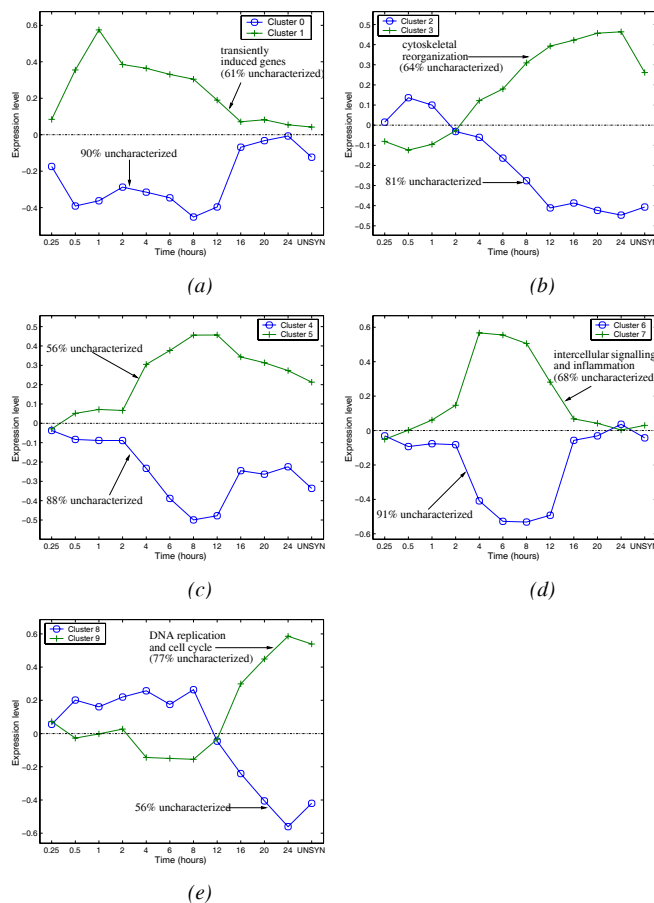 Cluster 0
Cluster 1
transiently
induced genes
(61% uncharacterized)
90% uncharacterized
Expression level
0.6
0.4
0.2
0
-0.2
-0.4
0.25 0.5 1 2 4 6 8 12 16 20 24 UNSYN
Time (hours)
(a)
Cluster 2
Cluster 3
cytoskeletal
reorganization
(64% uncharacterized)
81% uncharacterized
Expression level
0.5
0.4
0.3
0.2
0.1
0
-0.1
-0.2
-0.3
-0.4
-0.5
0.25 0.5 1 2 4 6 8 12 16 20 24 UNSYN
Time (hours)
(b)
Cluster 4
Cluster 5
56% uncharacterized
88% uncharacterized
Expression level
0.5
0.4
0.3
0.2
0.1
0
-0.1
-0.2
-0.3
-0.4
-0.5
0.25 0.5 1 2 4 6 8 12 16 20 24 UNSYN
Time (hours)
(c)
Cluster 6
Cluster 7
intercellular signalling
and inflammation
(68% uncharacterized)
91% uncharacterized
Expression level
0.6
0.4
0.2
0
-0.2
-0.4
-0.6
0.25 0.5 1 2 4 6 8 12 16 20 24 UNSYN
Time (hours)
(d)
Cluster 8
Cluster 9
DNA replication
and cell cycle
(77% uncharacterized)
56% uncharacterized
Expression level
0.6
0.4
0.2
0
-0.2
-0.4
-0.6
0.25 0.5 1 2 4 6 8 12 16 20 24 UNSYN
Time (hours)
(e)